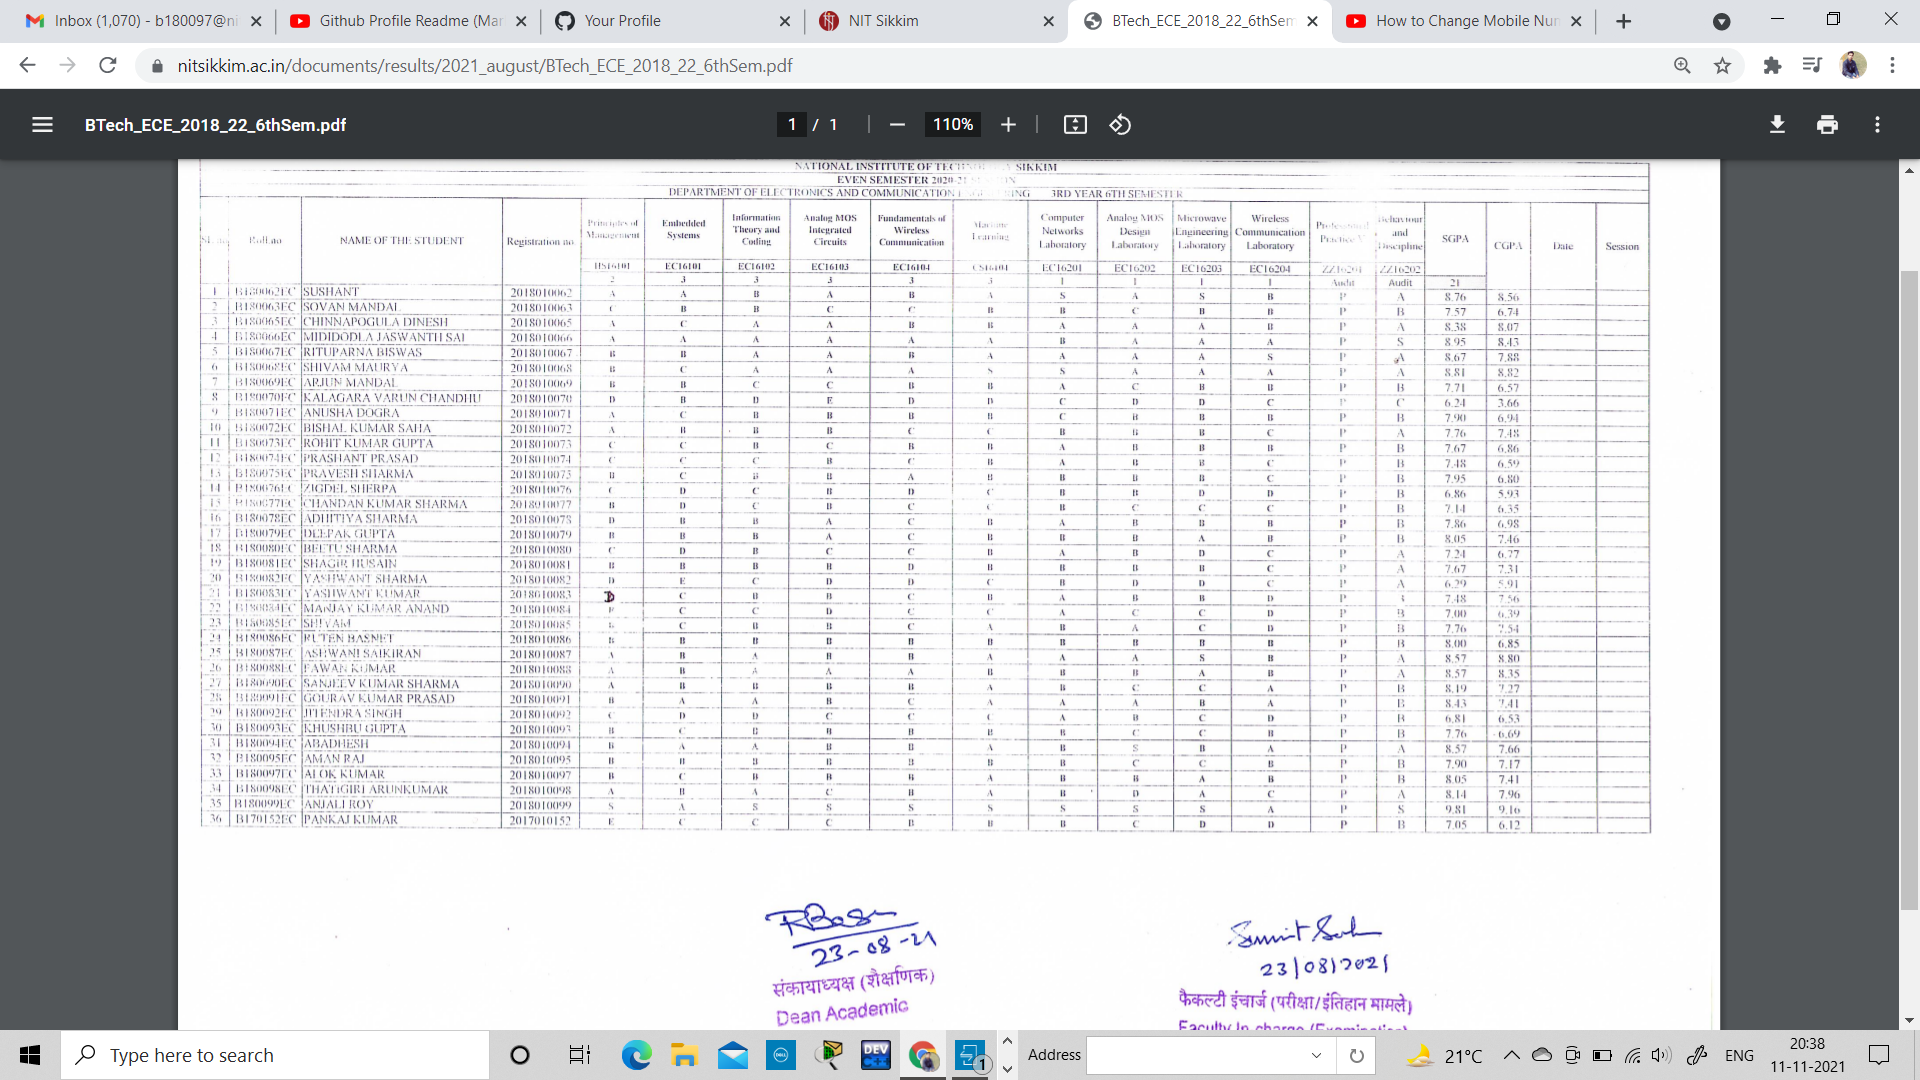 Inbox (1,070) - b180097@ni
Github Profile Readme (Mar
Your Profile
NIT Sikkim
BTech_ECE_2018_22_6thSem
How to Change Mobile Nu
nitsikkim.ac.in/documents/results/2021_august/BTech_ECE_2018_22_6thSem.pdf
BTech_ECE_2018_22_6thSem.pdf
1 / 1
110%
NATIONAL INSTITUTE OF SIKKIM
EVEN SEMESTER
DEPARTMENT OF ELECTRONICS AND COMMUNICATION 3RD YEAR 6TH SEMESTER
Roll.no NAME OF THE STUDENT Registration no Principles of Management Embedded Systems Information Theory and Coding Analog MOS Integrated Circuits Fundamentals of Wireless Communication Machine Learning Computer Networks Laboratory Analog MOS Design Laboratory Microwave Engineering Laboratory Wireless Communication Laboratory Behaviour and Discipline SGPA CGPA Date Session
HS16101 EC16101 EC16102 EC16103 EC16104 EC16201 EC16202 EC16203 EC16204 ZZ16201 ZZ16202
2 3 3 3 3 3 1 1 1 1 Audit Audit 21
1 B180062EC SUSHANT 2018010062 A A B A B A S A S B P A 8.76 8.56
2 B180063EC SOVAN MANDAL 2018010063 C B B C C B B C B B P B 7.57 6.74
3 B180065EC CHINNAPOGULA DINESH 2018010065 A C A A B B A A A B P A 8.38 8.07
4 B180066EC MIDIDODLA JASWANTH SAI 2018010066 A A A A A A B A A A P S 8.95 8.43
5 B180067EC RITUPARNA BISWAS 2018010067 B B A A B A A A A S P A 8.67 7.88
6 B180068EC SHIVAM MAURYA 2018010068 B C A A A S S A A A P A 8.81 8.82
7 B180069EC ARJUN MANDAL 2018010069 B B C C B B A C B B P B 7.71 6.57
8 B180070EC KALAGARA VARUN CHANDHU 2018010070 D B D E D D C D D C P C 6.24 3.66
9 B180071EC ANUSHA DOGRA 2018010071 A C B B B B C B B B P B 7.90 6.94
10 B180072EC BISHAL KUMAR SAHA 2018010072 A B B B C C B B B C P A 7.76 7.48
11 B180073EC ROHIT KUMAR GUPTA 2018010073 C C B C B B A B B B P B 7.67 6.86
12 B180074EC PRASHANT PRASAD 2018010074 C C C B C B A B B C P B 7.48 6.59
13 B180075EC PRAVESH SHARMA 2018010075 B C B B A B B B B C P B 7.95 6.80
14 B180076EC ZIGDEL SHERPA 2018010076 C D C B D C B B D D P B 6.86 5.93
15 B180077EC CHANDAN KUMAR SHARMA 2018010077 B D C B C C B C C C P B 7.14 6.35
16 B180078EC ADHITIYA SHARMA 2018010078 D B B A C B A B B B P B 7.86 6.98
17 B180079EC DEEPAK GUPTA 2018010079 B B B A C B B B A B P B 8.05 7.46
18 B180080EC BEETU SHARMA 2018010080 C D B C C B A B D C P A 7.24 6.77
19 B180081EC SHAGIR HUSAIN 2018010081 B B B B D B B B B C P A 7.67 7.31
20 B180082EC YASHWANT SHARMA 2018010082 D E C D D C B D D C P A 6.29 5.91
21 B180083EC YASHWANT KUMAR 2018010083 D C B B C B A B B D P 7.48 7.56
22 B180084EC MANJAY KUMAR ANAND 2018010084 C C D C C A C C D P B 7.00 6.39
23 B180085EC SHIVAM 2018010085 C B B C A B A C D P B 7.76 7.54
24 B180086EC RUTEN BASNET 2018010086 B B B B B B B B B B P B 8.00 6.85
25 B180087EC ASHWANI SAIKIRAN 2018010087 A B A B B A A A S B P A 8.57 8.80
26 B180088EC PAWAN KUMAR 2018010088 A B A A A B B B A B P A 8.57 8.35
27 B180090EC SANJEEV KUMAR SHARMA 2018010090 A B B B B A B C C A P B 8.19 7.27
28 B180091EC GOURAV KUMAR PRASAD 2018010091 B A A B C A A A B A P B 8.43 7.41
29 B180092EC JITENDRA SINGH 2018010092 C D D C C C A B C D P B 6.81 6.53
30 B180093EC KHUSHBU GUPTA 2018010093 B C B B B B B C C B P B 7.76 6.69
31 B180094EC ABADHESH 2018010094 B A A B B A B S B A P A 8.57 7.66
32 B180095EC AMAN RAJ 2018010095 B B B B B B B C C B P B 7.90 7.17
33 B180097EC ALOK KUMAR 2018010097 B C B B B A B B A B P B 8.05 7.41
34 B180098EC THATIGIRI ARUNKUMAR 2018010098 A B A C B A B D A C P A 8.14 7.96
35 B180099EC ANJALI ROY 2018010099 S A S S S S S S S A P S 9.81 9.16
36 B170152EC PANKAJ KUMAR 2017010152 E C C C B B B C D D P B 7.05 6.12
23-08-21
23/08/2021
संकायाध्यक्ष (शैक्षणिक)
Dean Academic
फैकल्टी इंचार्ज (परीक्षा/इंतिहान मामले)
Faculty In-charge (Examination)
Type here to search
Address
21°C
ENG
20:38
11-11-2021
1